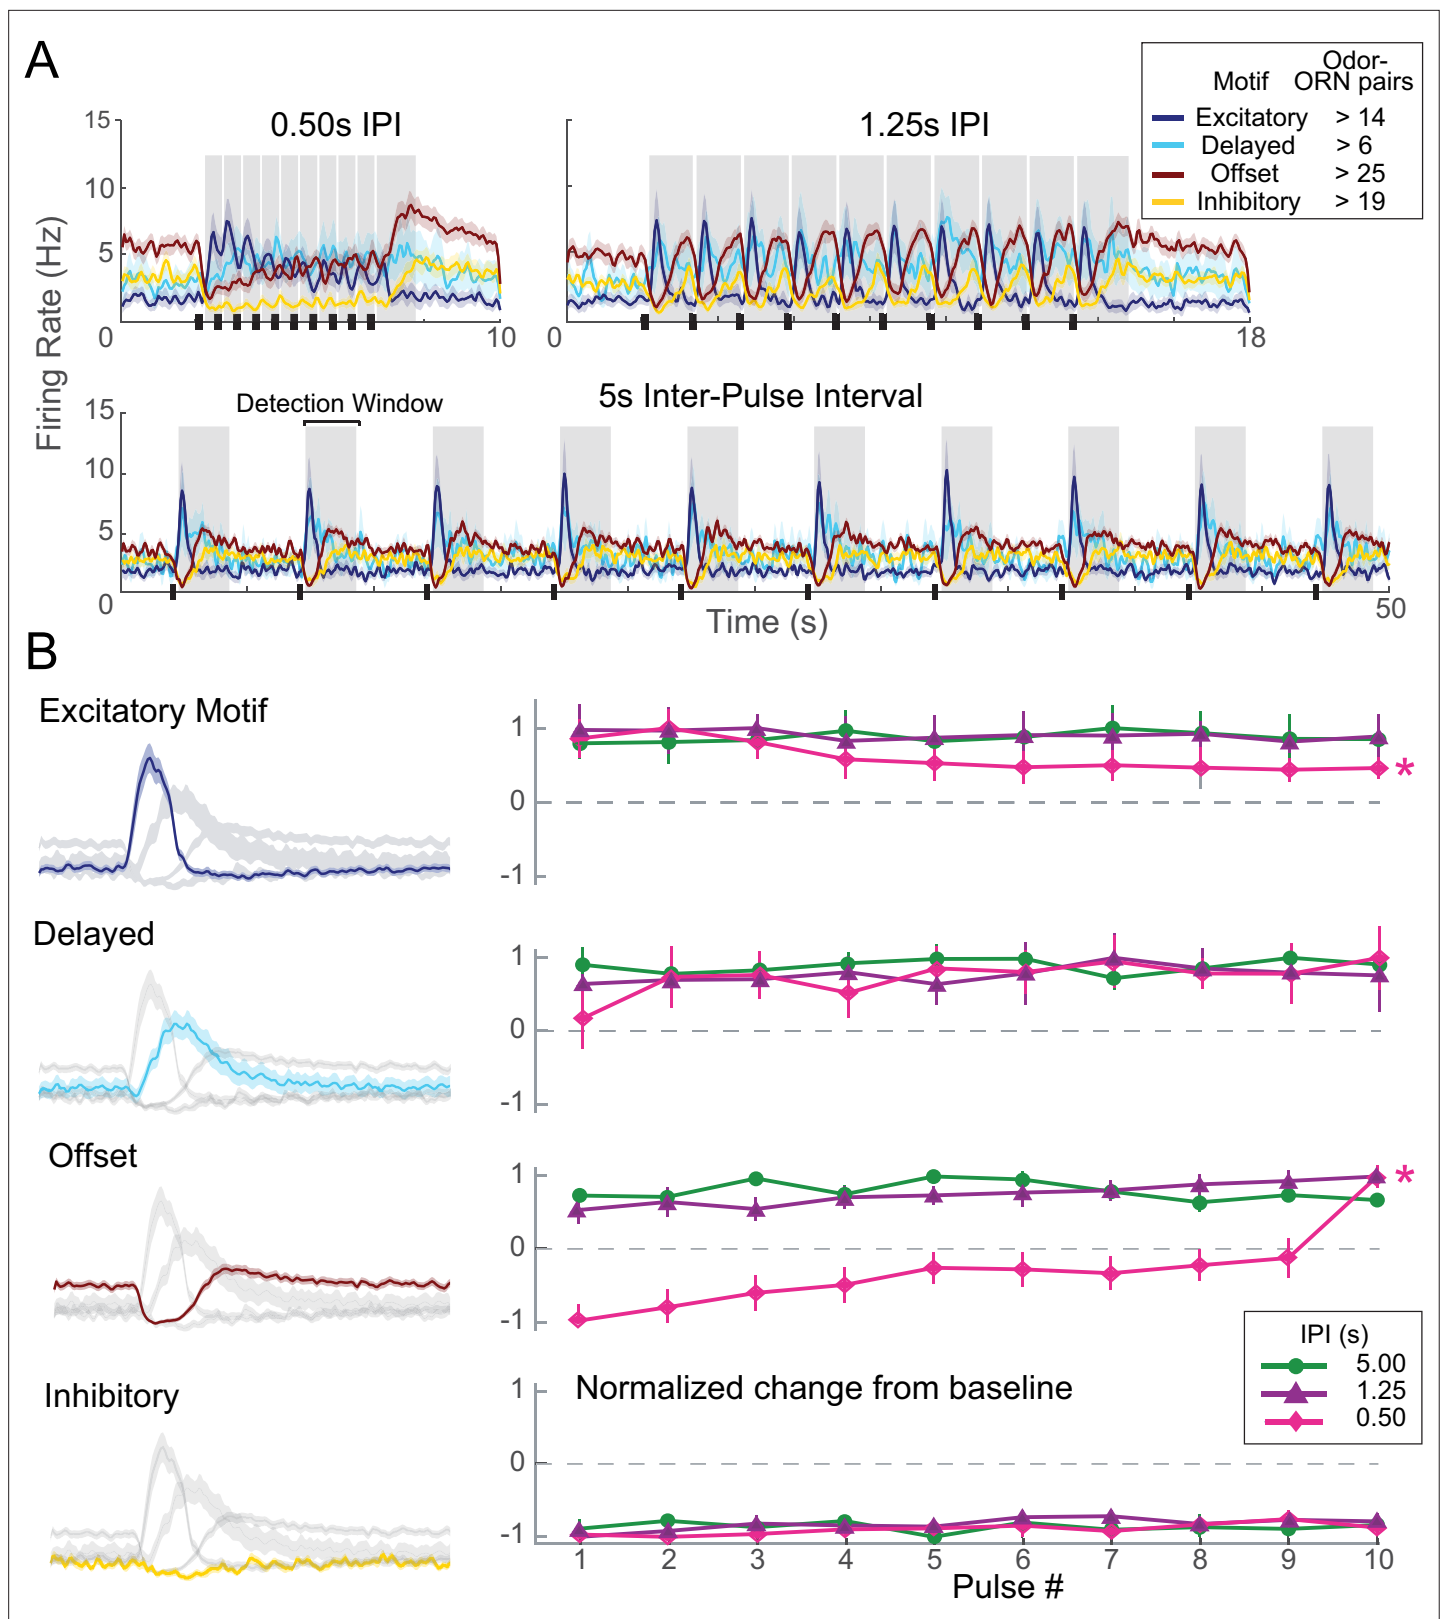 A
Odor-
Motif ORN pairs
Excitatory > 14
Delayed > 6
Offset > 25
Inhibitory > 19
0.50s IPI
1.25s IPI
15
10
5
0
10
0
18
Firing Rate (Hz)
5s Inter-Pulse Interval
Detection Window
15
10
5
0
50
Time (s)
B
Excitatory Motif
1
0
-1
*
Delayed
1
0
-1
Offset
1
0
-1
*
IPI (s)
5.00
1.25
0.50
Inhibitory
Normalized change from baseline
1
0
-1
1 2 3 4 5 6 7 8 9 10
Pulse #